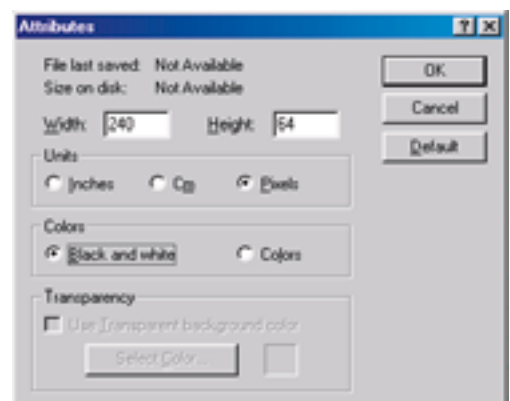 Attributes
File last saved: Not Available
Size on disk: Not Available
OK
Cancel
Default
Width: 240 Height: 64
Units
Inches Cm Pixels
Colors
Black and white Colors
Transparency
Use Transparent background color
Select Color...